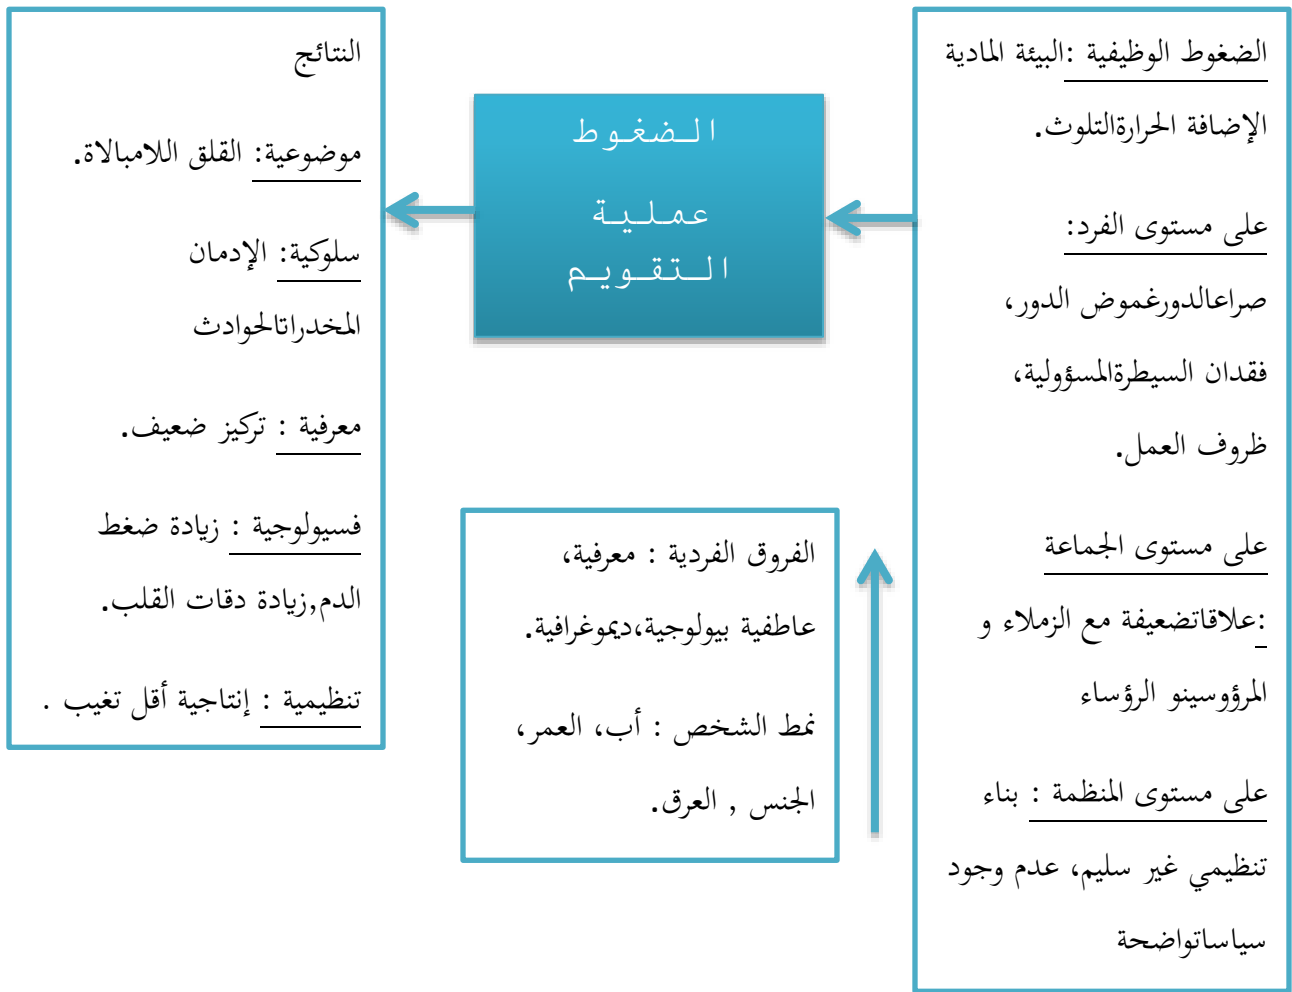 الضغوط الوظيفية :البيئة المادية
الإضافة الحرارةالتلوث.
على مستوى الفرد:
صراعالدورغموض الدور،
فقدان السيطرةالمسؤولية،
ظروف العمل.
على مستوى الجماعة
:علاقاتضعيفة مع الزملاء و
المرؤوسينو الرؤساء
على مستوى المنظمة : بناء
تنظيمي غير سليم، عدم وجود
سياساتواضحة
الضغوط
عملية
التقويم
الفروق الفردية : معرفية،
عاطفية بيولوجية،ديموغرافية.
نمط الشخص : أب، العمر،
الجنس , العرق.
النتائج
موضوعية: القلق اللامبالاة.
سلوكية: الإدمان
المخدراتالحوادث
معرفية : تركيز ضعيف.
فسيولوجية : زيادة ضغط
الدم,زيادة دقات القلب.
تنظيمية : إنتاجية أقل تغيب .